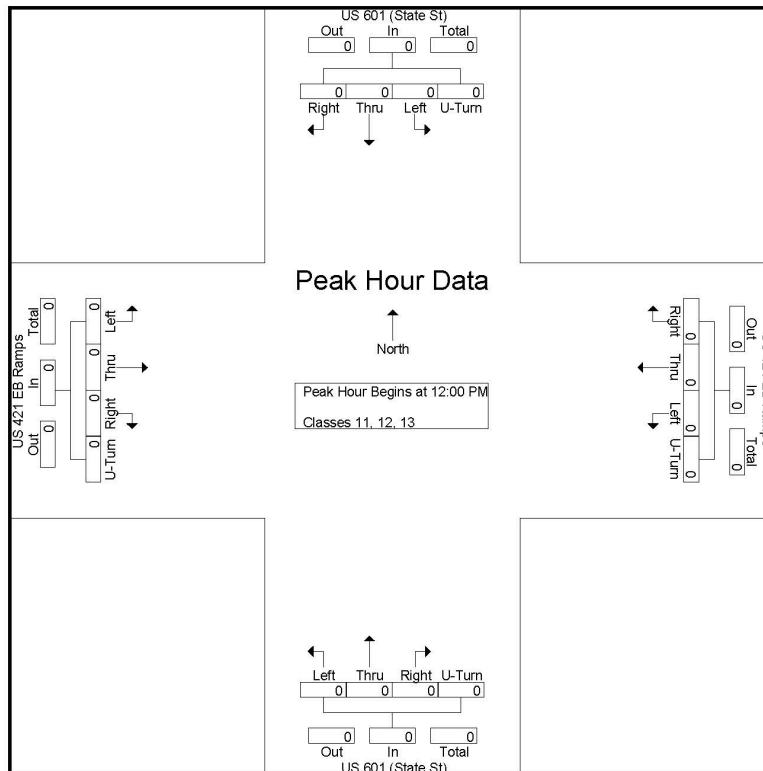 US 601 (State St)
Out In Total
0 0 0
0 0 0 0
Right Thru Left U-Turn
Peak Hour Data
North
Peak Hour Begins at 12:00 PM
Classes 11, 12, 13
US 421 EB Ramps
Total In Out
0 0 0
0 0 0 0
Left Thru Right U-Turn
Right Thru Left U-Turn
0 0 0 0
0 0 0
Out In Total
Left Thru Right U-Turn
0 0 0 0
0 0 0
Out In Total
US 601 (State St)